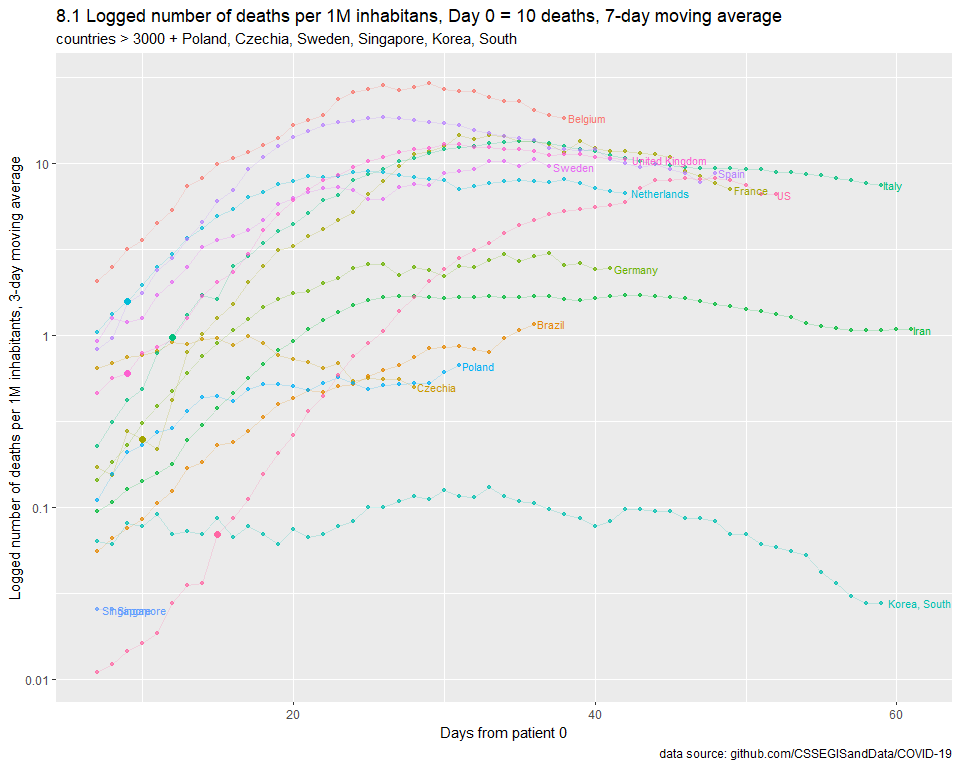 8.1 Logged number of deaths per 1M inhabitans, Day 0 = 10 deaths, 7-day moving average
countries > 3000 + Poland, Czechia, Sweden, Singapore, Korea, South
Logged number of deaths per 1M inhabitants, 3-day moving average
10
1
0.1
0.01
Belgium
United Kingdom
Sweden
Spain
Italy
France
US
Netherlands
Germany
Brazil
Iran
Poland
Czechia
Singapore
Singapore
Korea, South
20
40
60
Days from patient 0
data source: github.com/CSSEGISandData/COVID-19